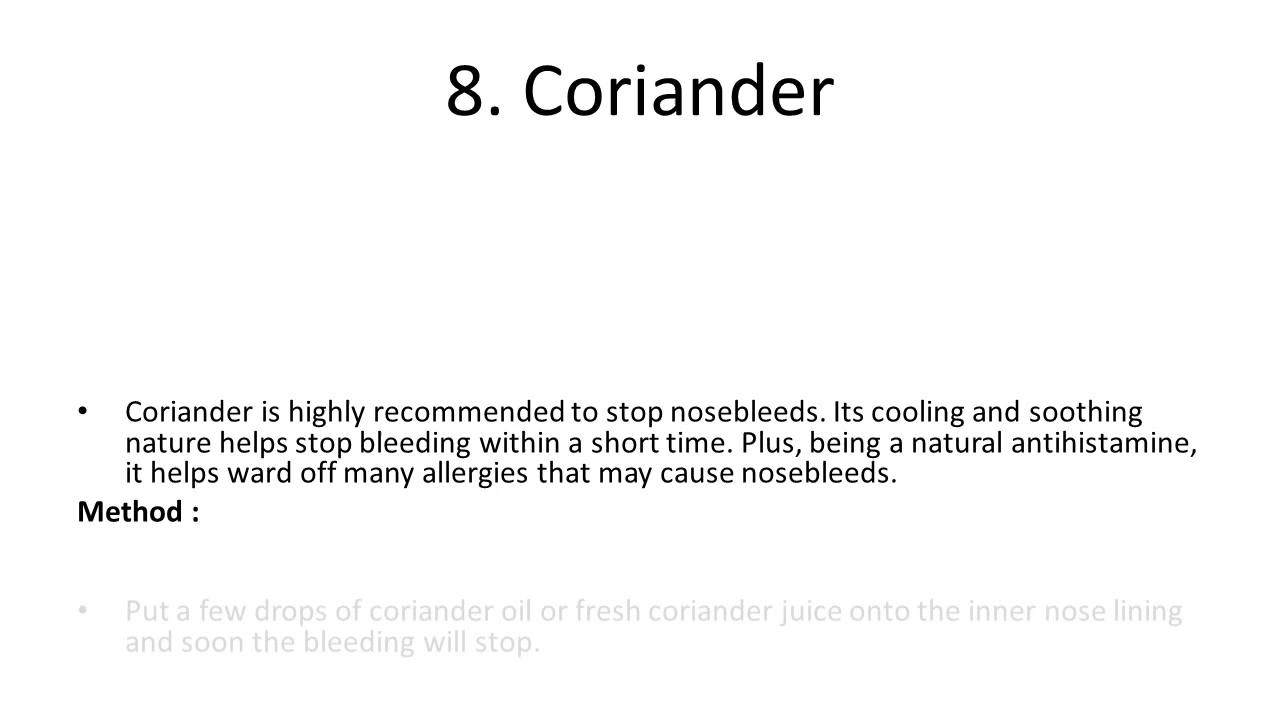 8. Coriander
• Coriander is highly recommended to stop nosebleeds. Its cooling and soothing
nature helps stop bleeding within a short time. Plus, being a natural antihistamine,
it helps ward off many allergies that may cause nosebleeds.
Method :
• Put a few drops of coriander oil or fresh coriander juice onto the inner nose lining
and soon the bleeding will stop.